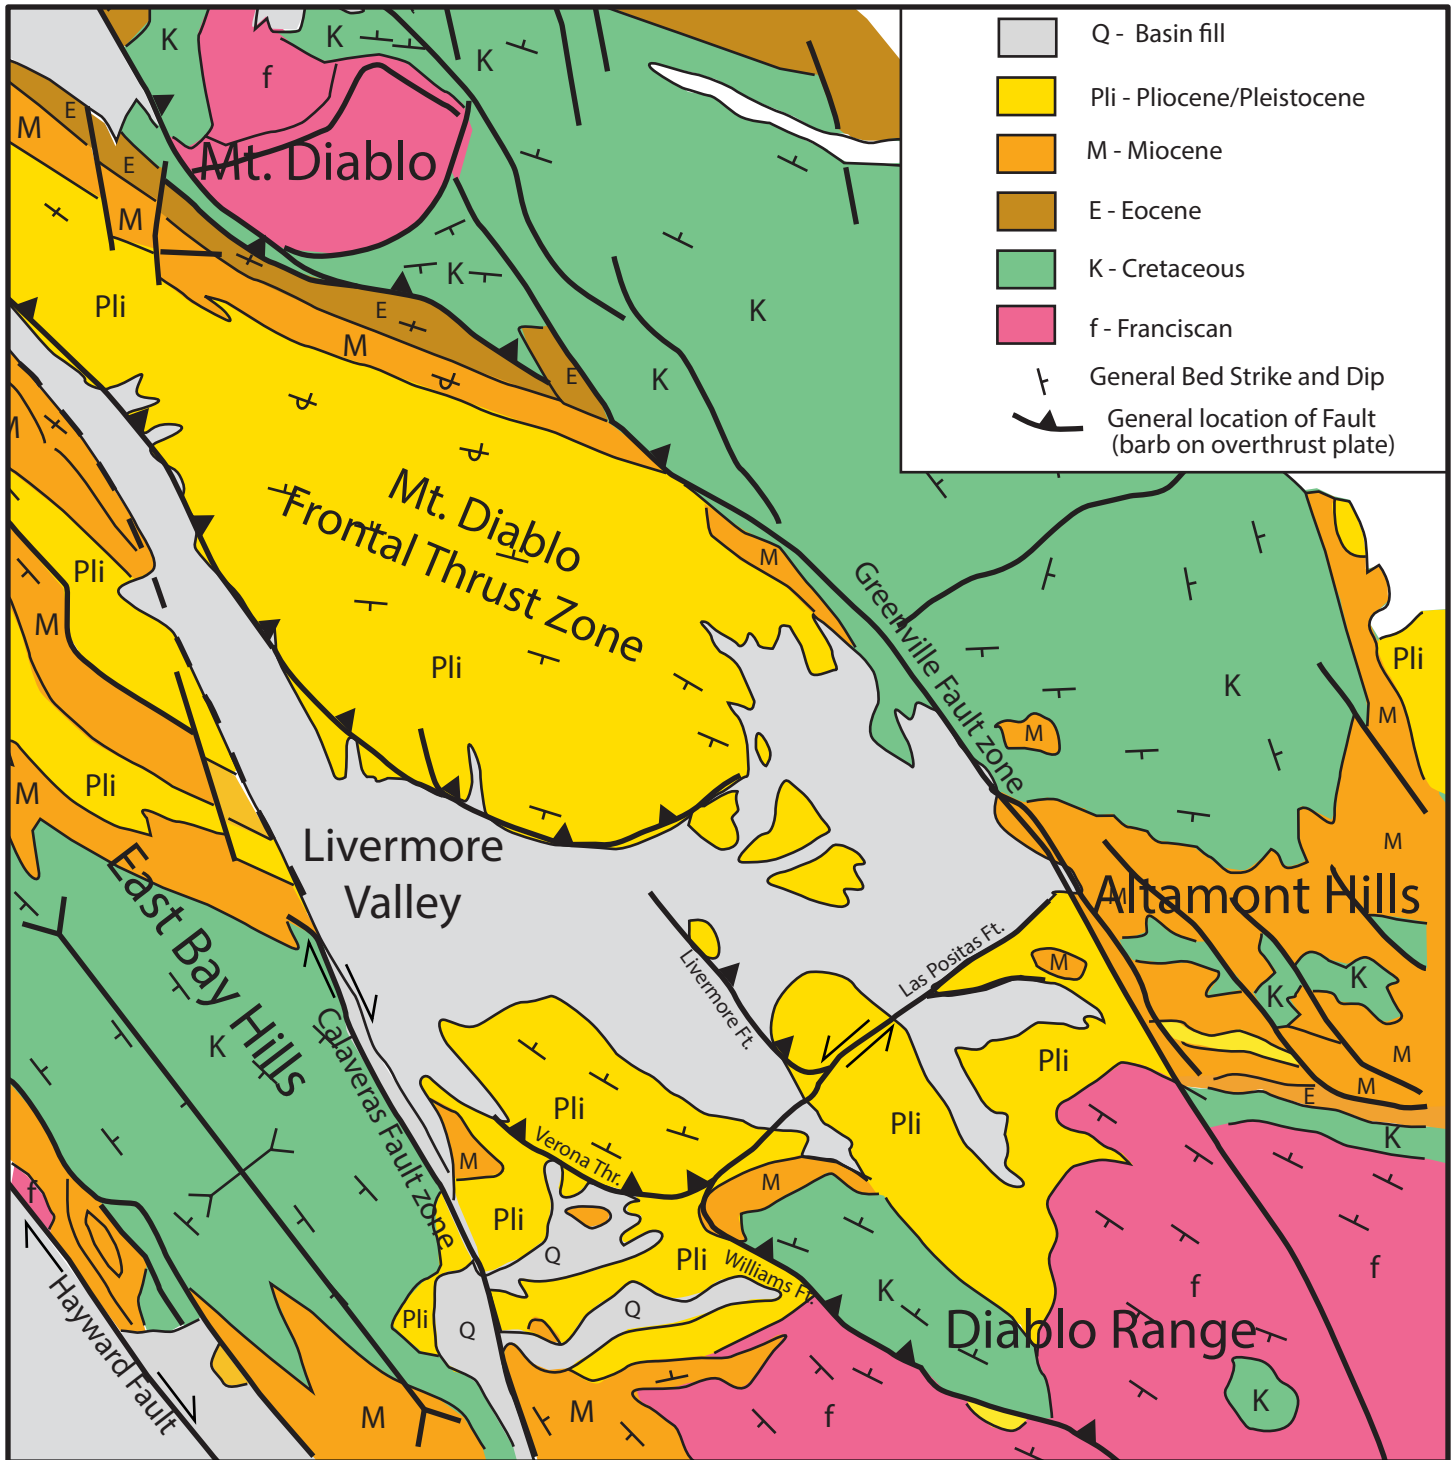 Q - Basin fill
Pli - Pliocene/Pleistocene
M - Miocene
E - Eocene
K - Cretaceous
f - Franciscan
General Bed Strike and Dip
General location of Fault
(barb on overthrust plate)
K
K
K
f
E
M
Mt. Diablo
E
M
K
Pli
K
E
M
K
E
K
M
Mt. Diablo
Frontal Thrust Zone
M
Pli
M
Greenville Fault zone
Pli
Pli
K
M
M
Pli
M
Livermore
Valley
M
East Bay Hills
M
Altamont Hills
Livermore Ft.
Las Positas Ft.
M
K
K
K
Calaveras Fault zone
Pli
M
Pli
M
E
Pli
Pli
K
Verona Thr.
M
M
f
Pli
Q
Pli
Williams Ft.
K
f
f
Hayward Fault
Pli
Q
Q
Diablo Range
M
M
f
K